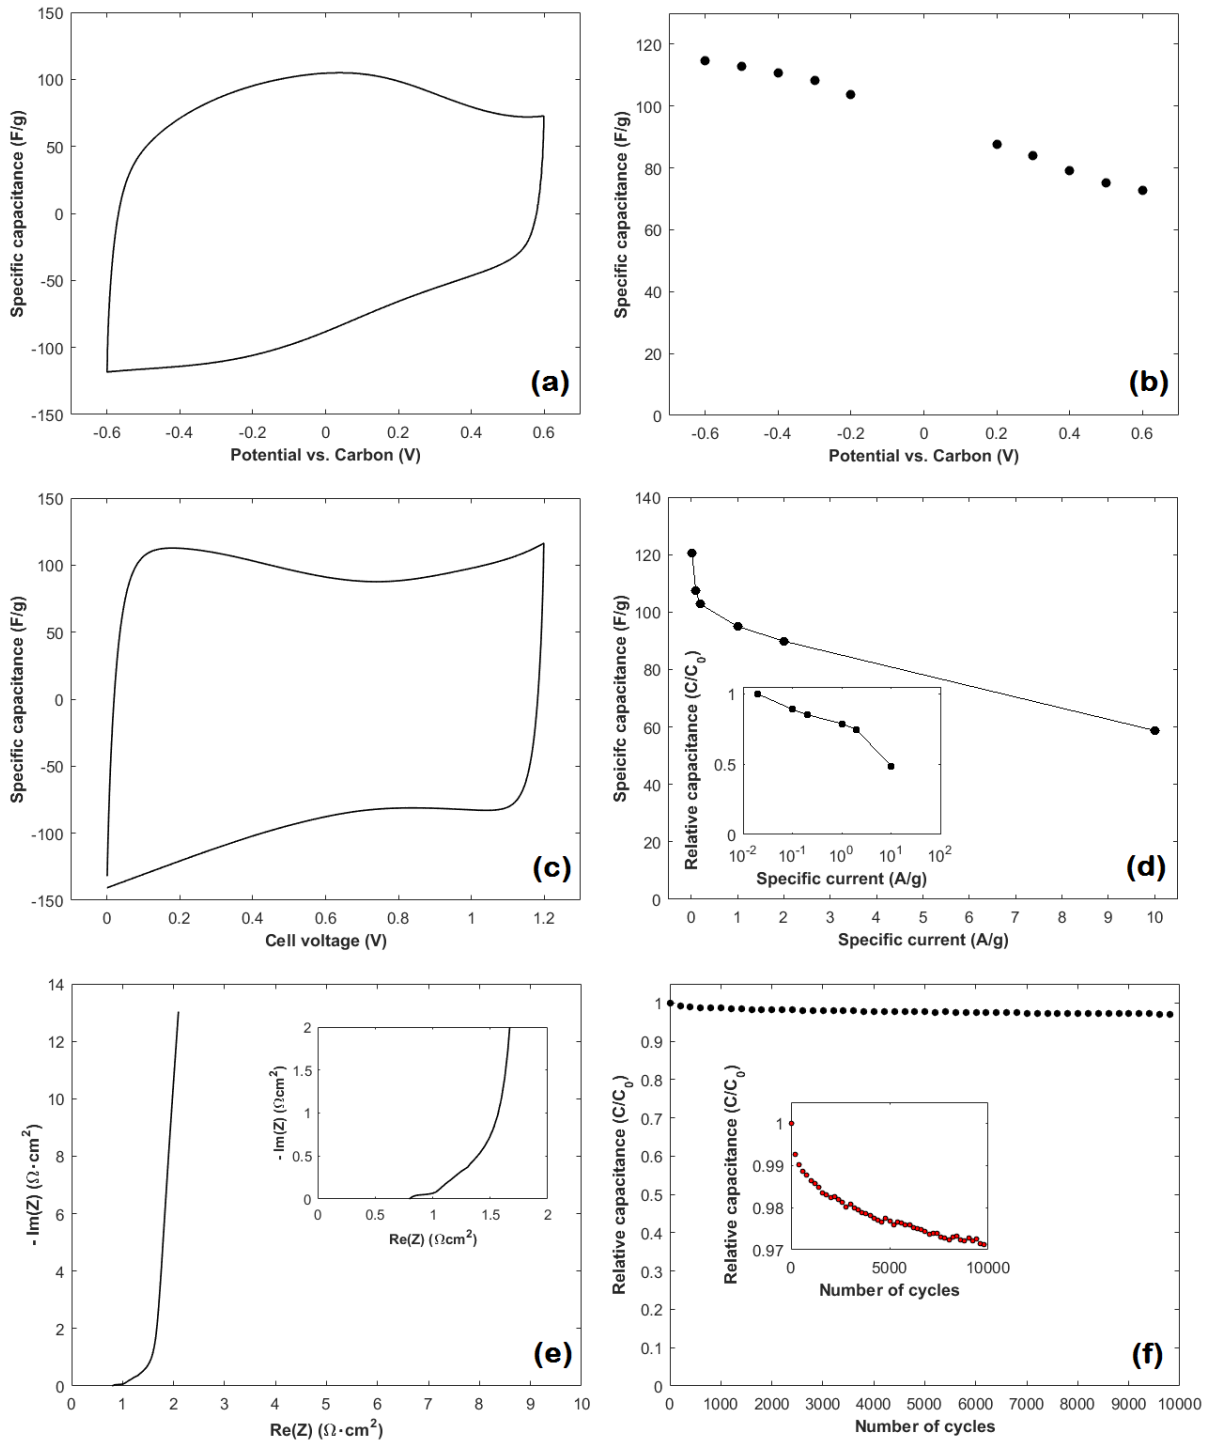 150
100
50
0
-50
-100
-150
-0.6 -0.4 -0.2 0 0.2 0.4 0.6
Specific capacitance (F/g)
Potential vs. Carbon (V)
(a)
120
100
80
60
40
20
0
-0.6 -0.4 -0.2 0 0.2 0.4 0.6
Specific capacitance (F/g)
Potential vs. Carbon (V)
(b)
150
100
50
0
-50
-100
-150
0 0.2 0.4 0.6 0.8 1 1.2
Specific capacitance (F/g)
Cell voltage (V)
(c)
140
120
100
80
60
40
20
0
0 1 2 3 4 5 6 7 8 9 10
Speicifc capacitance (F/g)
Specific current (A/g)
Relative capacitance (C/C₀)
1
0.5
0
10⁻² 10⁻¹ 10⁰ 10¹ 10²
Specific current (A/g)
(d)
14
12
10
8
6
4
2
0
0 1 2 3 4 5 6 7 8 9 10
- Im(Z) (Ω·cm²)
Re(Z) (Ω·cm²)
2
1.5
1
0.5
0
0 0.5 1 1.5 2
- Im(Z) (Ωcm²)
Re(Z) (Ωcm²)
(e)
1
0.9
0.8
0.7
0.6
0.5
0.4
0.3
0.2
0.1
0
0 1000 2000 3000 4000 5000 6000 7000 8000 9000 10000
Relative capacitance (C/C₀)
Number of cycles
Relative capacitance (C/C₀)
1
0.99
0.98
0.97
0 5000 10000
Number of cycles
(f)